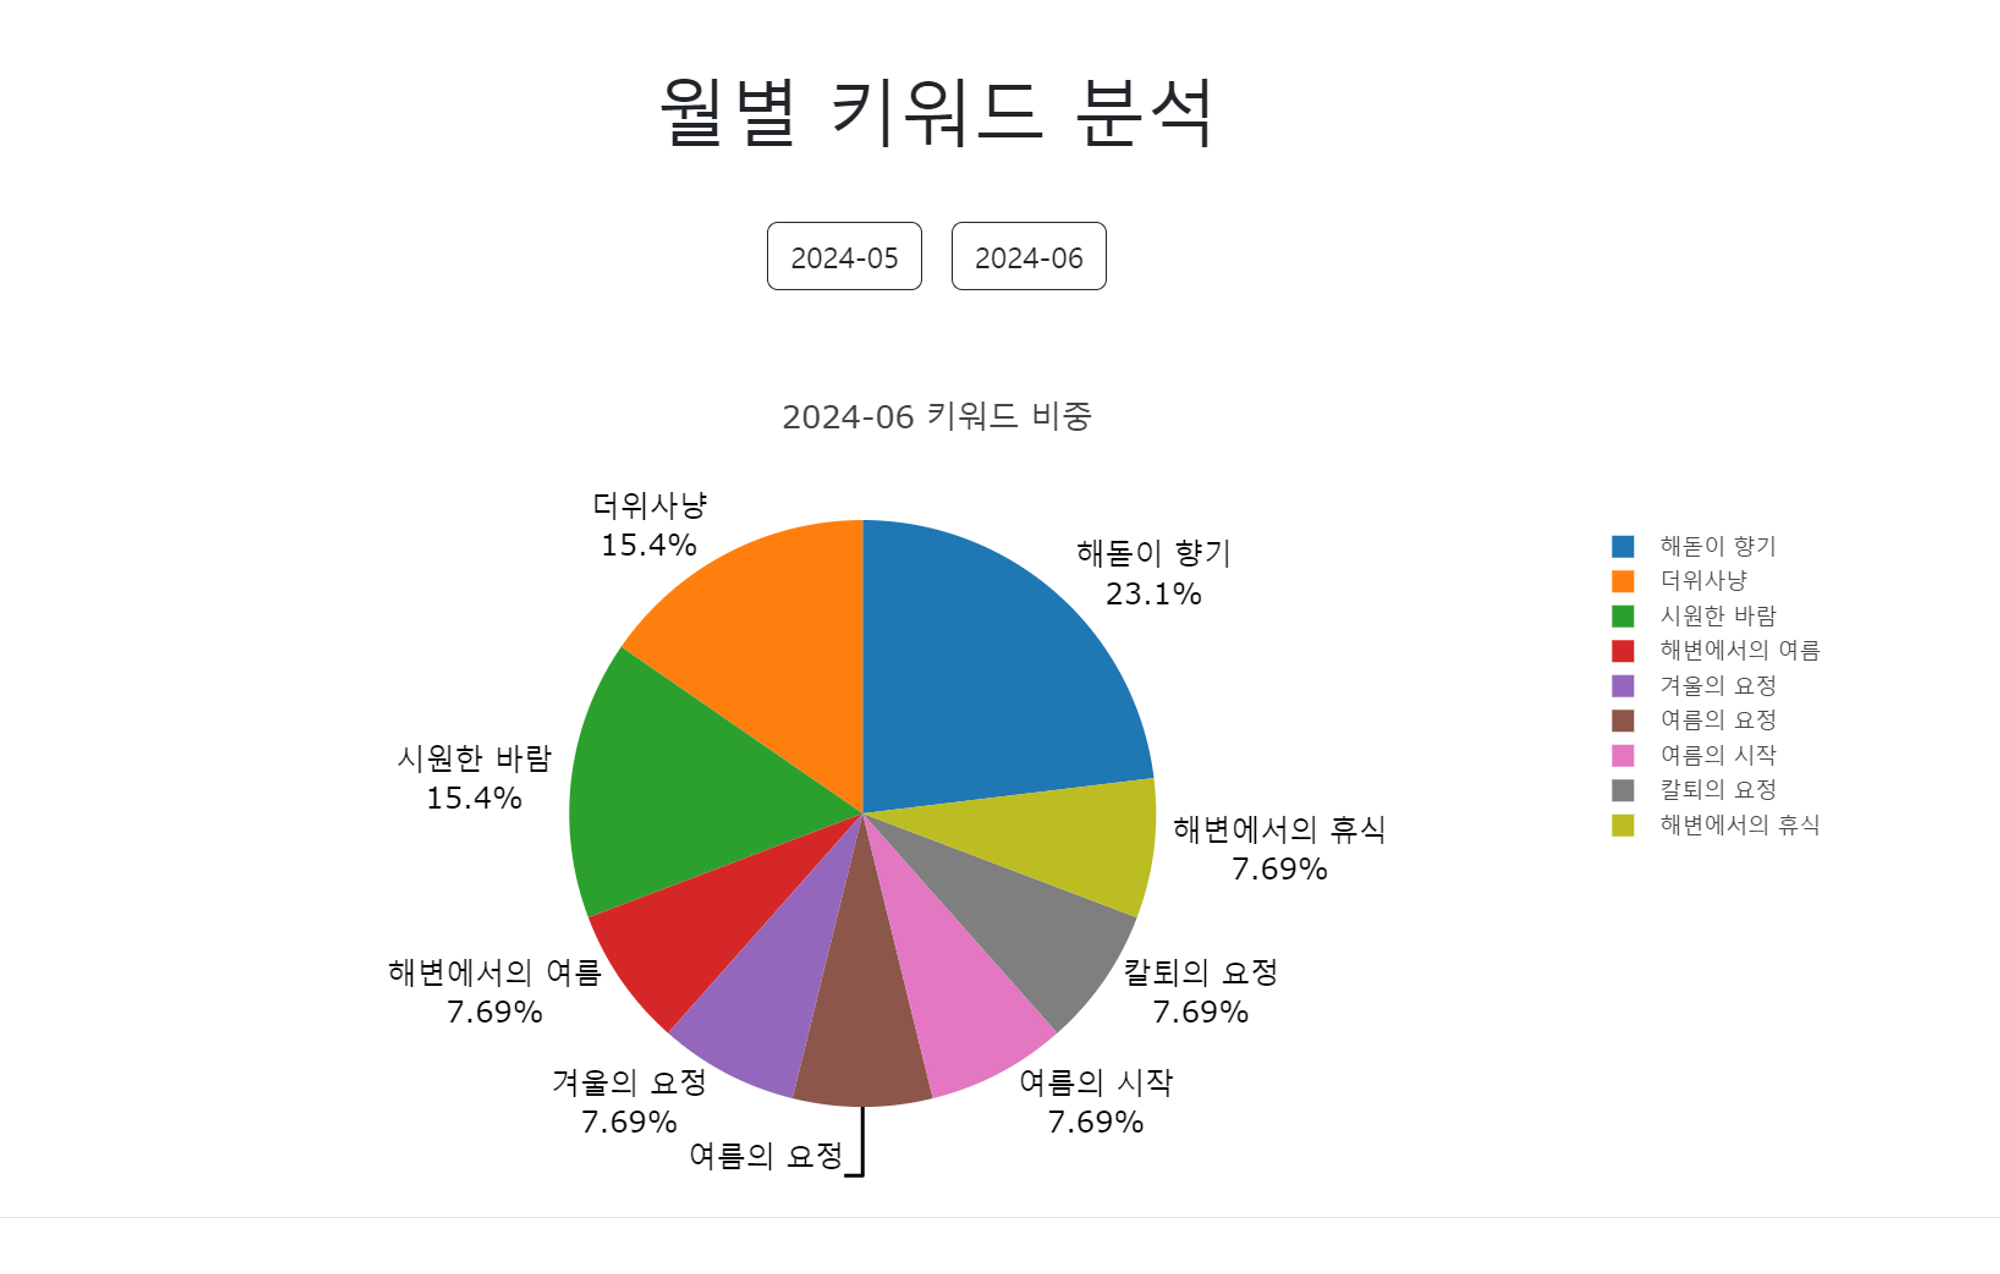 월별 키워드 분석
2024-05
2024-06
2024-06 키워드 비중
더위사냥
15.4%
해돋이 향기
23.1%
시원한 바람
15.4%
해변에서의 휴식
7.69%
해변에서의 여름
7.69%
칼퇴의 요정
7.69%
겨울의 요정
7.69%
여름의 시작
7.69%
여름의 요정
해돋이 향기
더위사냥
시원한 바람
해변에서의 여름
겨울의 요정
여름의 요정
여름의 시작
칼퇴의 요정
해변에서의 휴식